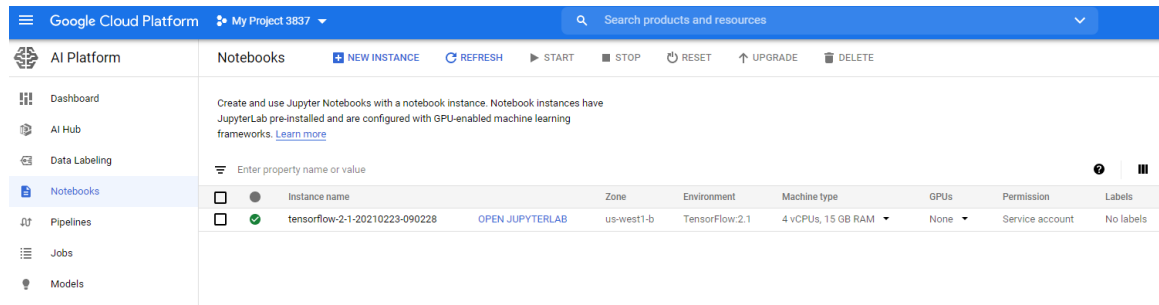 Google Cloud Platform My Project 3837 Search products and resources
AI Platform Notebooks NEW INSTANCE REFRESH START STOP RESET UPGRADE DELETE
Dashboard
AI Hub
Data Labeling
Notebooks
Pipelines
Jobs
Models
Create and use Jupyter Notebooks with a notebook instance. Notebook instances have
JupyterLab pre-installed and are configured with GPU-enabled machine learning
frameworks. Learn more
Enter property name or value
Instance name Zone Environment Machine type GPUs Permission Labels
tensorflow-2-1-20210223-090228 OPEN JUPYTERLAB us-west1-b TensorFlow:2.1 4 vCPUs, 15 GB RAM None Service account No labels